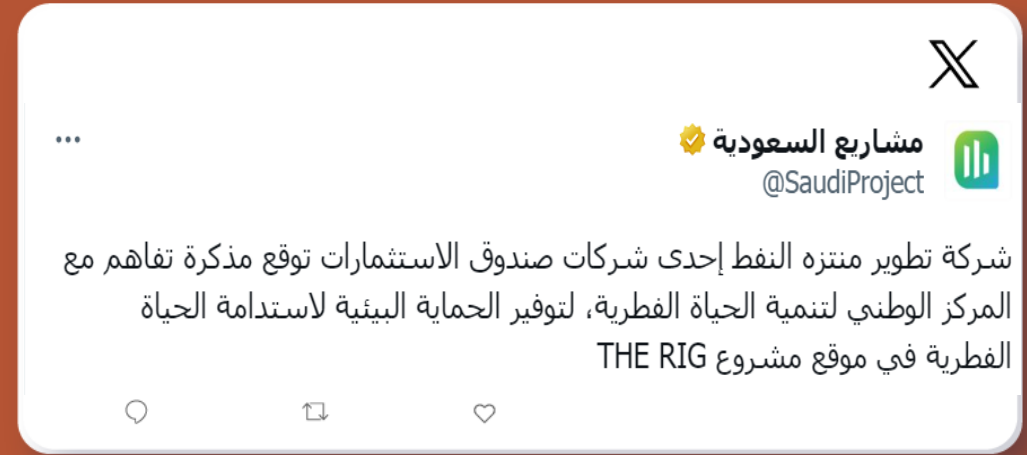 مشاريع السعودية
@SaudiProject
شركة تطوير منتزه النفط إحدى شركات صندوق الاستثمارات توقع مذكرة تفاهم مع
المركز الوطني لتنمية الحياة الفطرية، لتوفير الحماية البيئية لاستدامة الحياة
الفطرية في موقع مشروع THE RIG